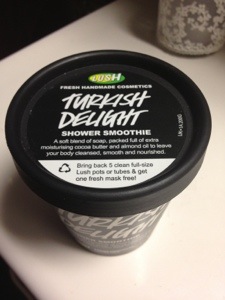 LUSH
FRESH HANDMADE COSMETICS
TURKISH
DELIGHT
SHOWER SMOOTHIE
A soft blend of soap, packed full of extra
moisturising cocoa butter and almond oil to leave
your body cleansed, smooth and nourished.
Bring back 5 clean full-size
Lush pots or tubes & get
one fresh mask free!